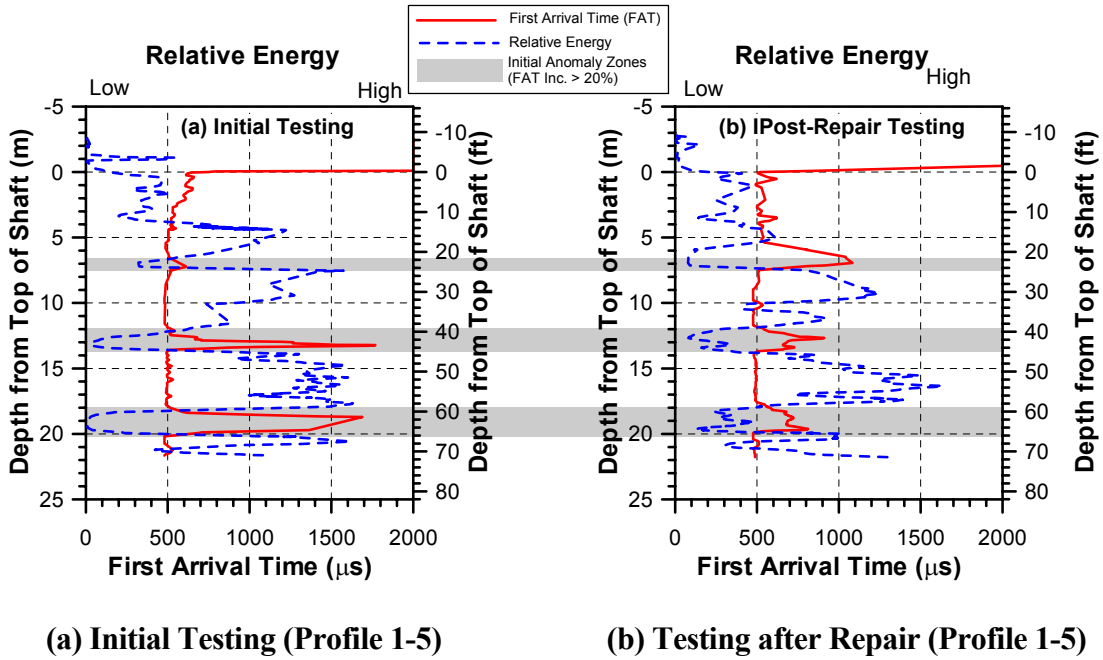 First Arrival Time (FAT)
Relative Energy
Initial Anomaly Zones
(FAT Inc. > 20%)
Relative Energy
Low
High
(a) Initial Testing
-5
0
5
10
15
20
25
Depth from Top of Shaft (m)
-10
0
10
20
30
40
50
60
70
80
Depth from Top of Shaft (ft)
0 500 1000 1500 2000
First Arrival Time (μs)
Relative Energy
Low
High
(b) IPost-Repair Testing
-5
0
5
10
15
20
25
Depth from Top of Shaft (m)
-10
0
10
20
30
40
50
60
70
80
Depth from Top of Shaft (ft)
0 500 1000 1500 2000
First Arrival Time (μs)
(a) Initial Testing (Profile 1-5)
(b) Testing after Repair (Profile 1-5)